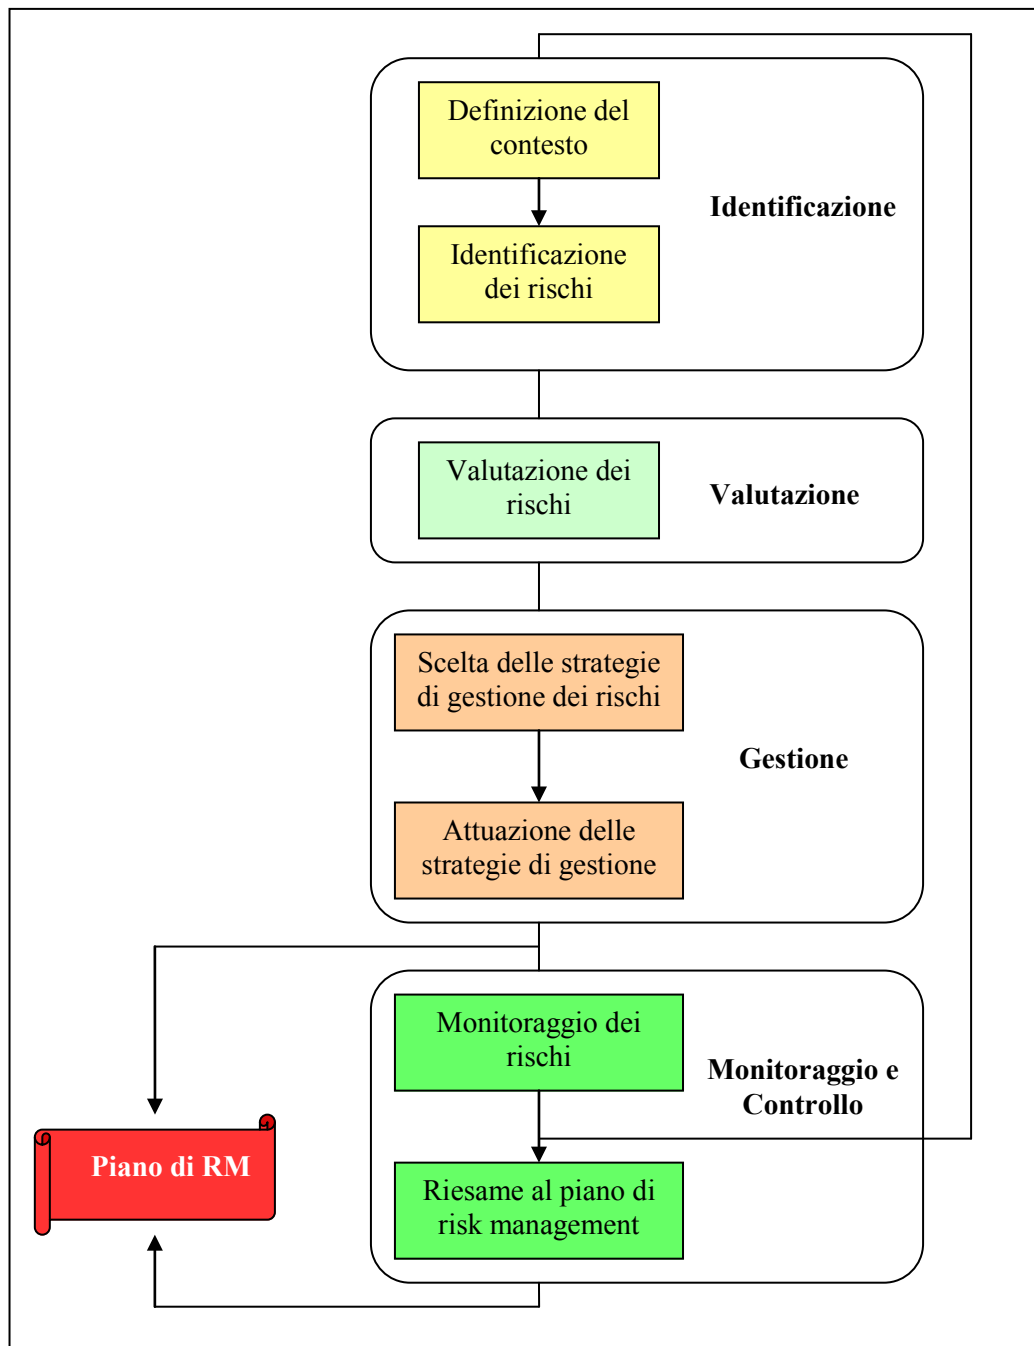 Definizione del
contesto
Identificazione
Identificazione
dei rischi
Valutazione dei
rischi
Valutazione
Scelta delle strategie
di gestione dei rischi
Gestione
Attuazione delle
strategie di gestione
Monitoraggio dei
rischi
Monitoraggio e
Controllo
Piano di RM
Riesame al piano di
risk management